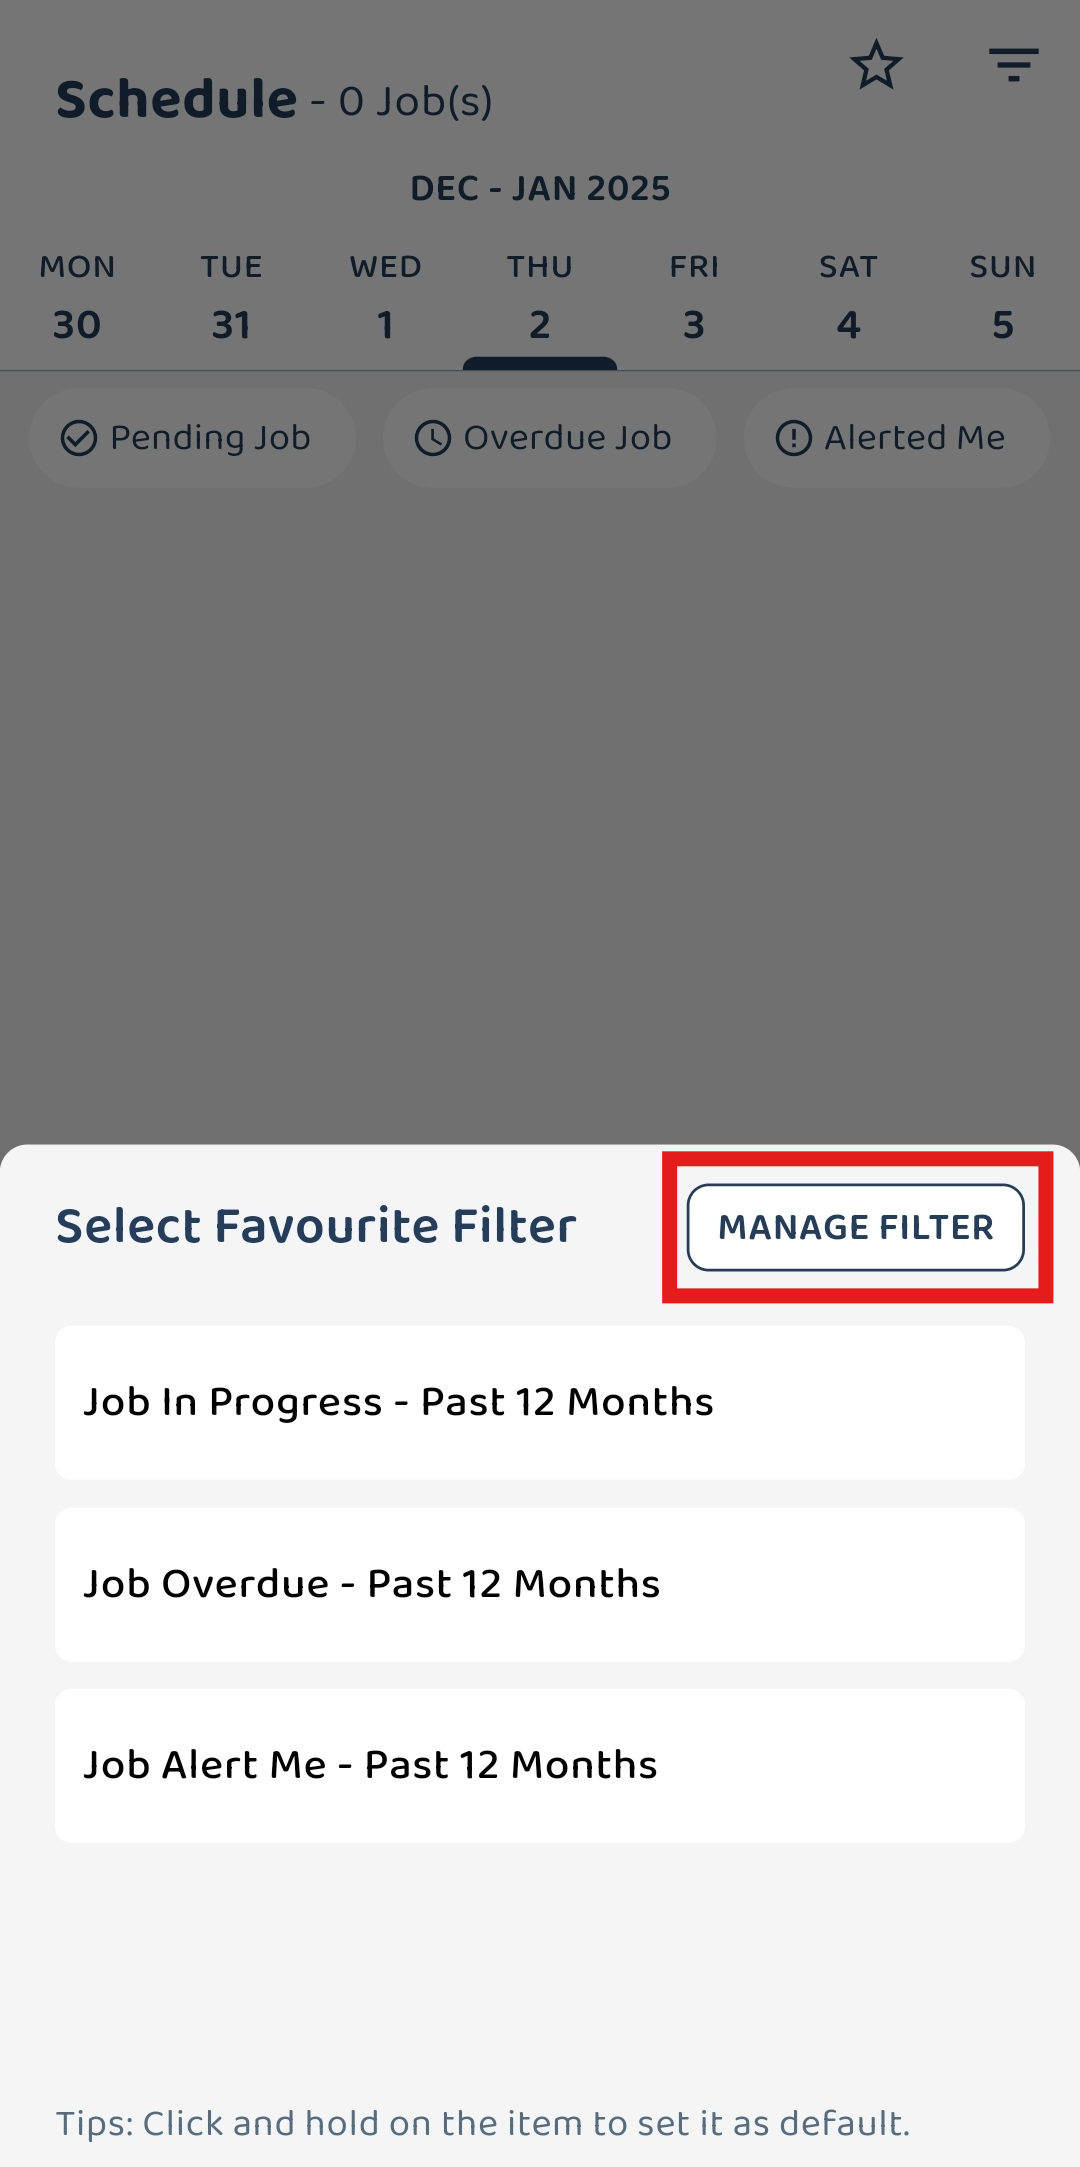 Schedule - 0 Job(s)
DEC - JAN 2025
MON TUE WED THU FRI SAT SUN
30 31 1 2 3 4 5
Pending Job Overdue Job Alerted Me
Select Favourite Filter MANAGE FILTER
Job In Progress - Past 12 Months
Job Overdue - Past 12 Months
Job Alert Me - Past 12 Months
Tips: Click and hold on the item to set it as default.